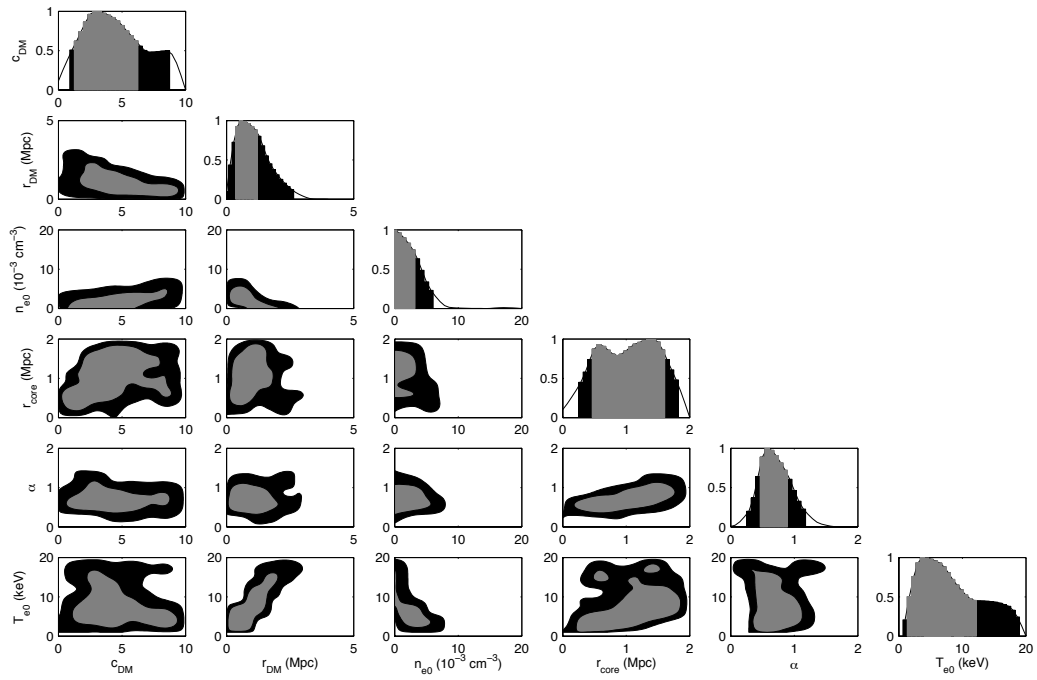 c_DM
1
0.5
0
0 5 10
r_DM (Mpc)
5 1
0.5
0 0
0 5 10 0 5
n_e0 (10^-3 cm^-3)
20 20 1
10 10 0.5
0 0 0
0 5 10 0 5 0 10 20
r_core (Mpc)
2 2 2 1
1 1 1 0.5
0 0 0 0
0 5 10 0 5 0 10 20 0 1 2
α
2 2 2 2 1
1 1 1 1 0.5
0 0 0 0 0
0 5 10 0 5 0 10 20 0 1 2 0 1 2
T_e0 (keV)
20 20 20 20 20 1
10 10 10 10 10 0.5
0 0 0 0 0 0
0 5 10 0 5 0 10 20 0 1 2 0 1 2 0 10 20
c_DM r_DM (Mpc) n_e0 (10^-3 cm^-3) r_core (Mpc) α T_e0 (keV)